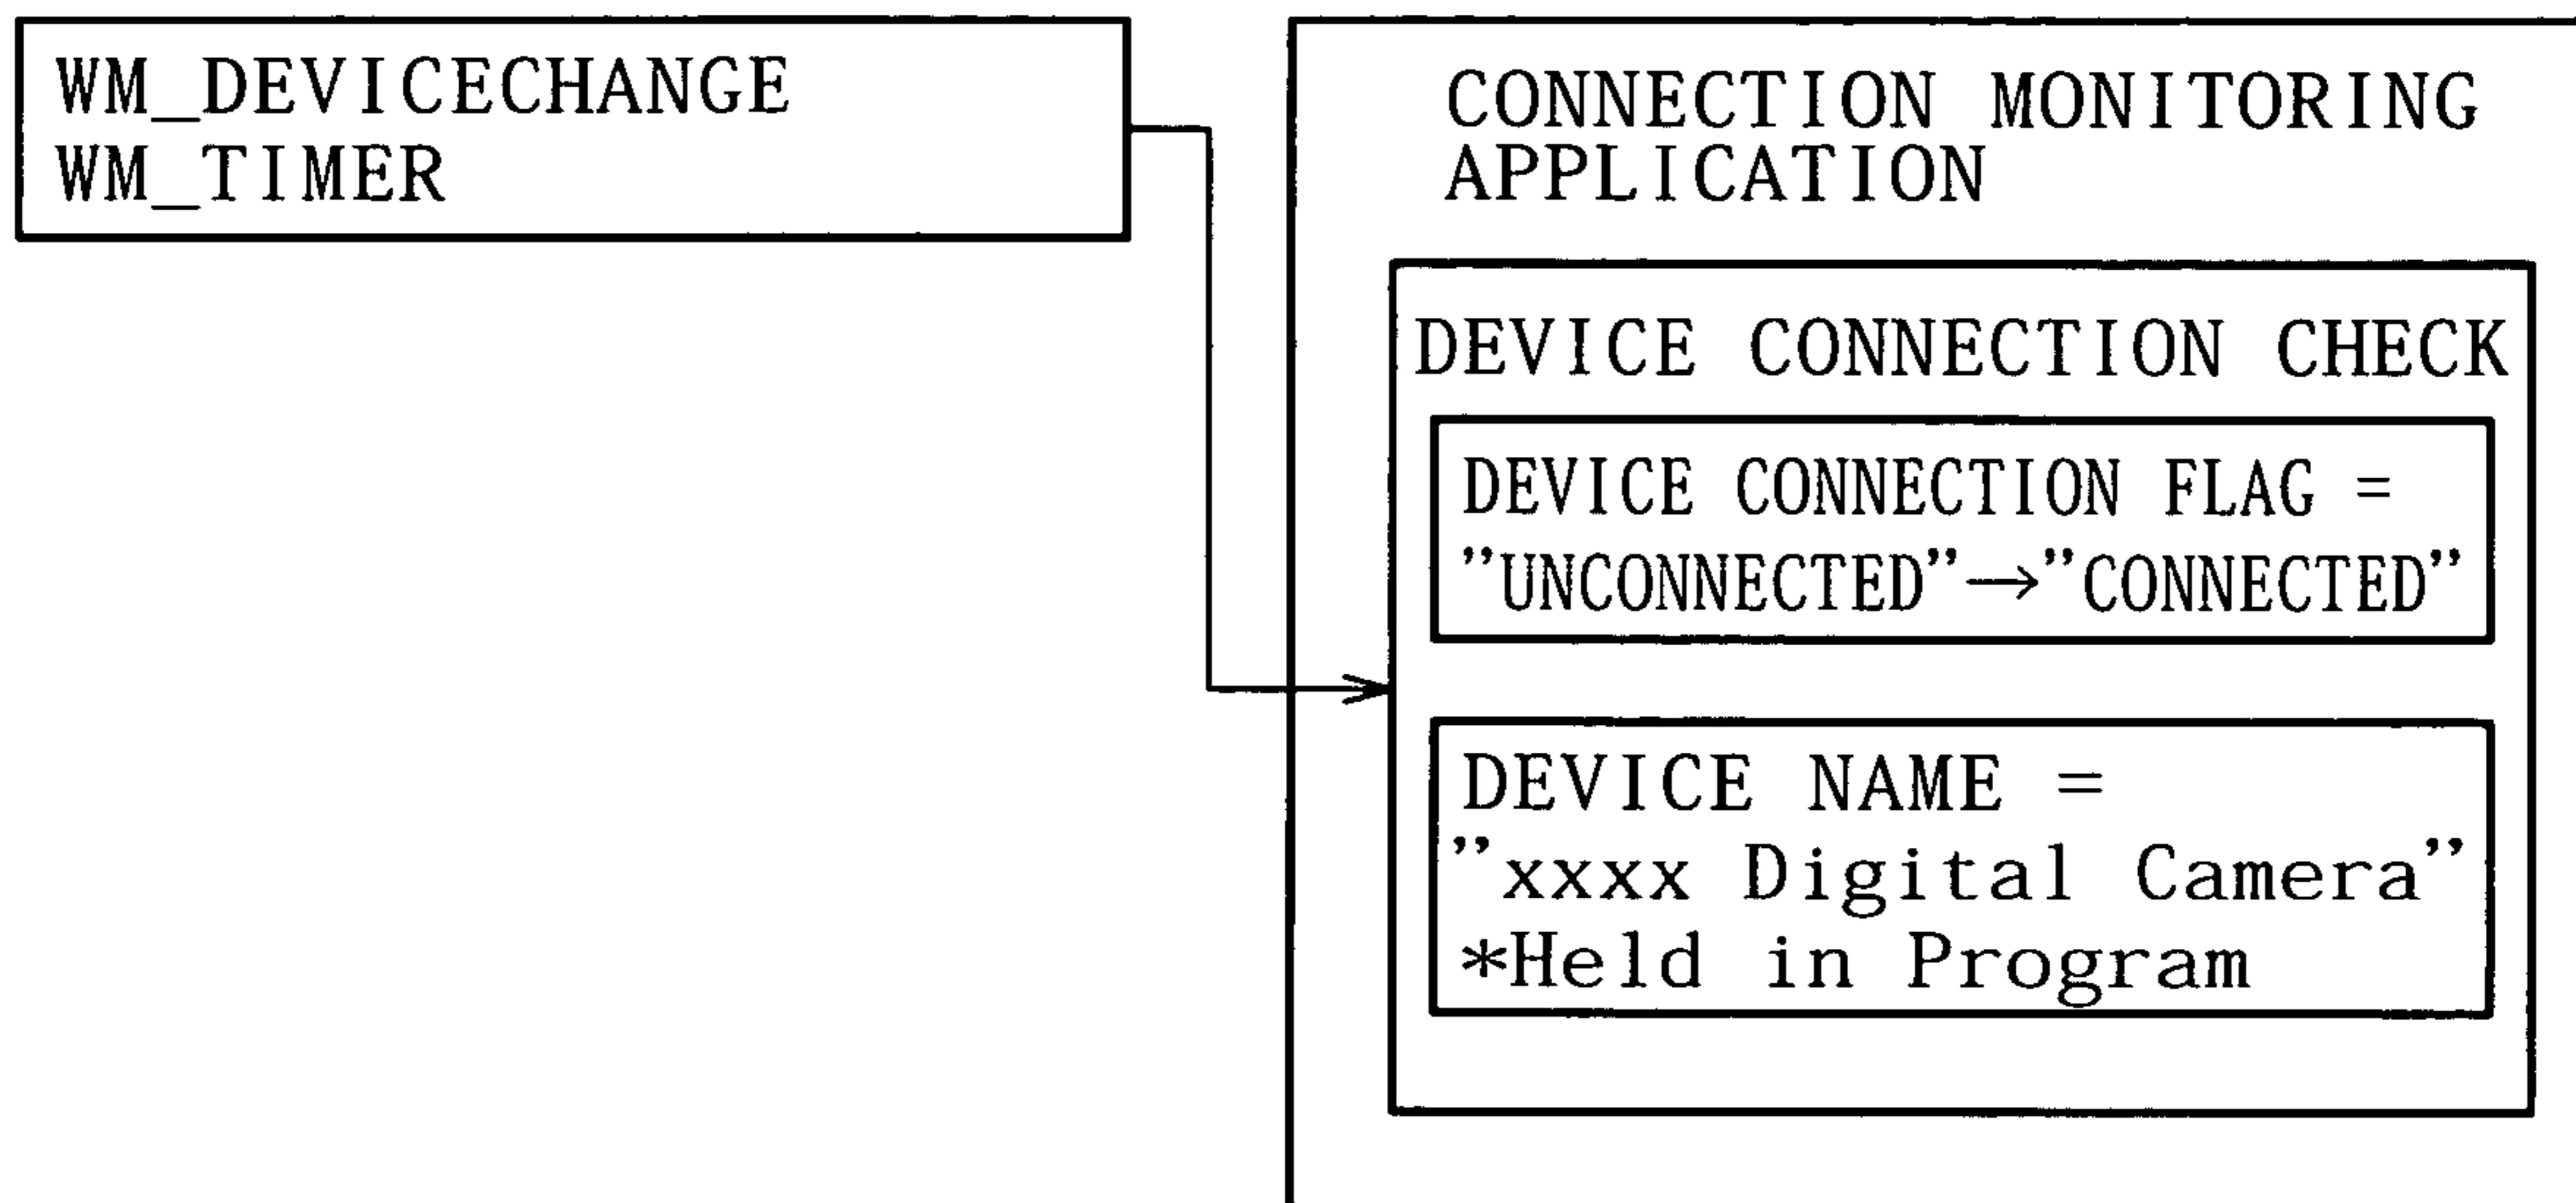 WM_DEVICECHANGE
WM_TIMER
CONNECTION MONITORING
APPLICATION
DEVICE CONNECTION CHECK
DEVICE CONNECTION FLAG =
”UNCONNECTED”→”CONNECTED”
DEVICE NAME =
”xxxx Digital Camera”
*Held in Program